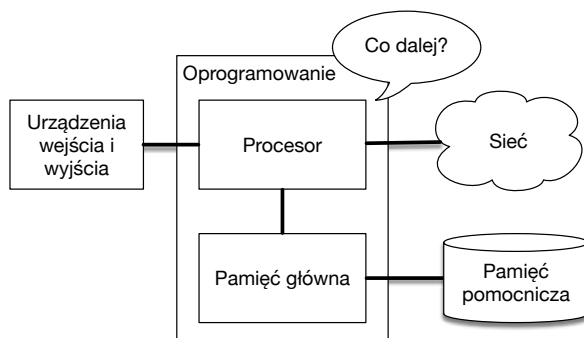 Co dalej?
Oprogramowanie
Urządzenia
wejścia i
wyjścia
Procesor
Sieć
Pamięć główna
Pamięć
pomocnicza